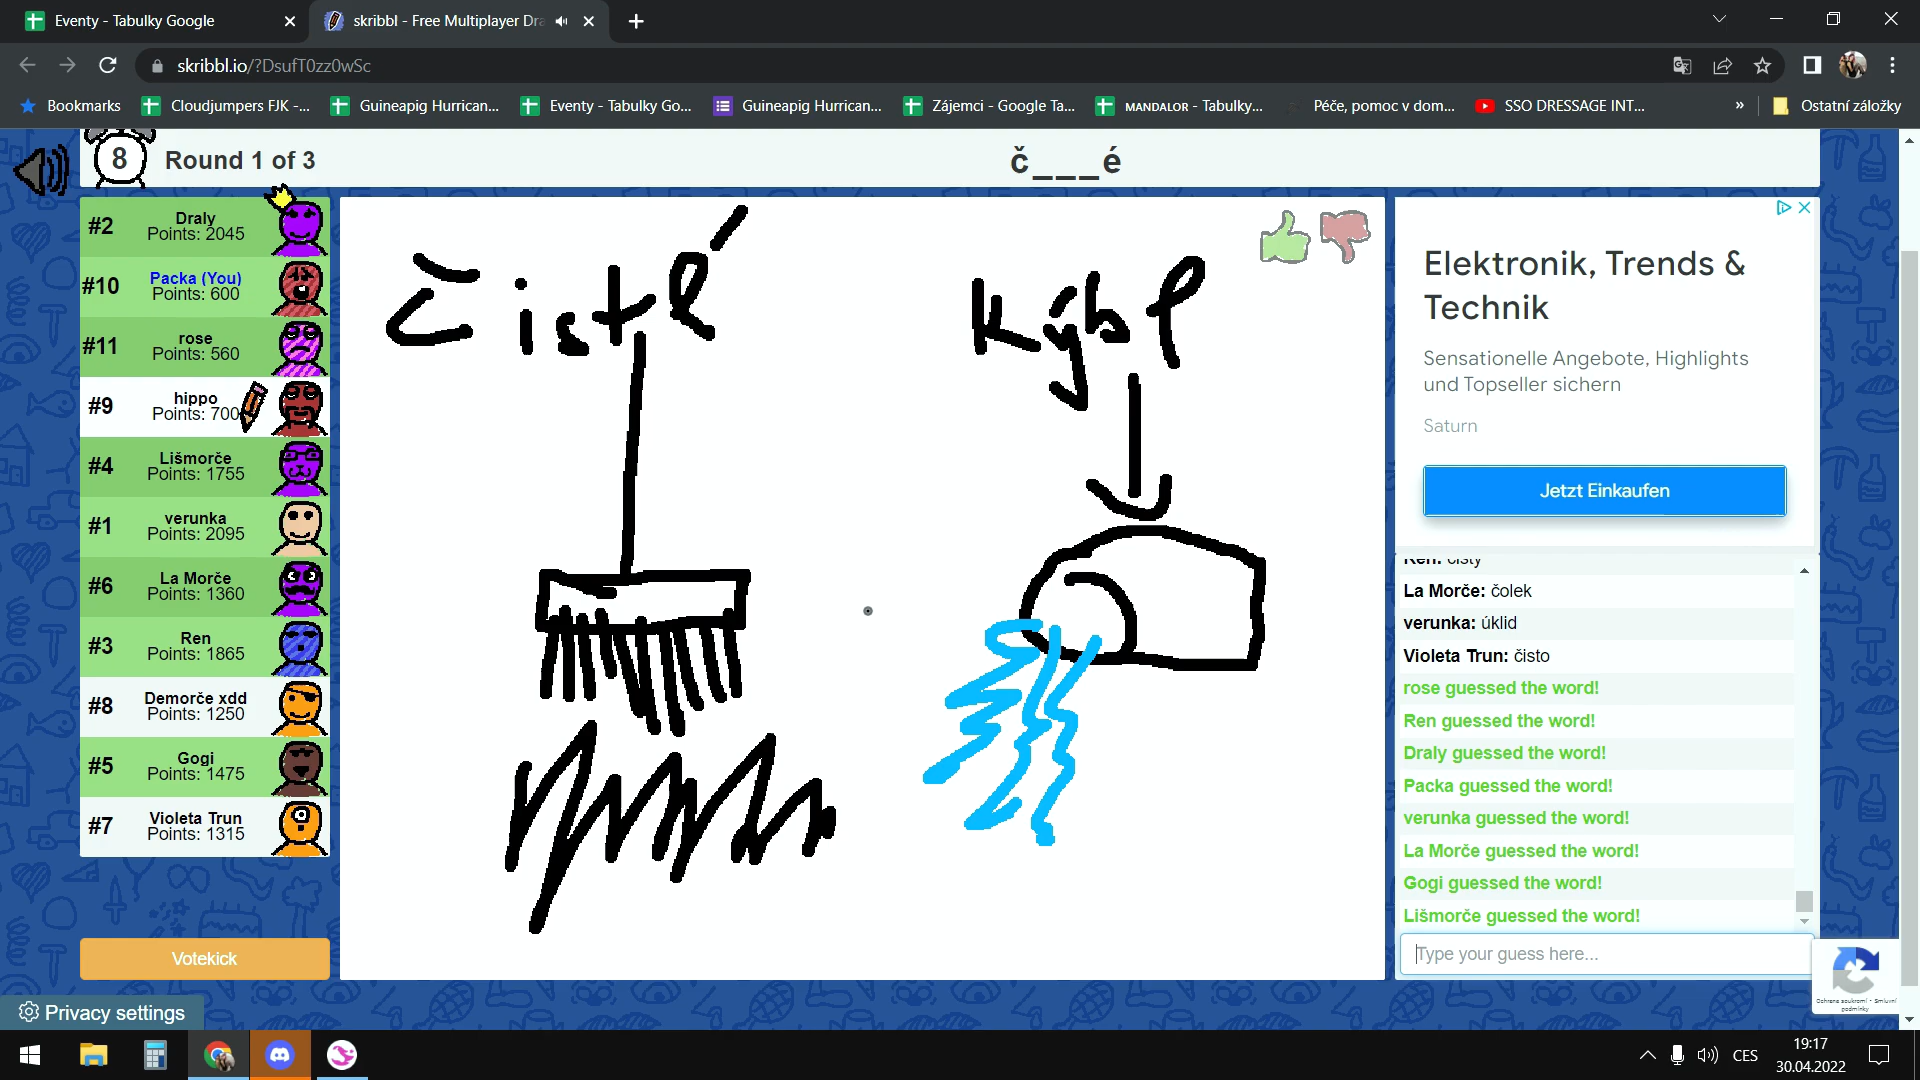 Eventy - Tabulky Google
skribbl - Free Multiplayer Dra
skribbl.io/?DsufT0zz0wSc
Bookmarks
Cloudjumpers FJK -...
Guineapig Hurrican...
Eventy - Tabulky Go...
Guineapig Hurrican...
Zájemci - Google Ta...
MANDALOR - Tabulky...
Péče, pomoc v dom...
SSO DRESSAGE INT...
»
Ostatní záložky
8
Round 1 of 3
č___é
#2
Draly
Points: 2045
#10
Packa (You)
Points: 600
#11
rose
Points: 560
#9
hippo
Points: 700
#4
Lišmorče
Points: 1755
#1
verunka
Points: 2095
#6
La Morče
Points: 1360
#3
Ren
Points: 1865
#8
Demorče xdd
Points: 1250
#5
Gogi
Points: 1475
#7
Violeta Trun
Points: 1315
Votekick
Privacy settings
Čisté
kýbl
Elektronik, Trends &
Technik
Sensationelle Angebote, Highlights
und Topseller sichern
Saturn
Jetzt Einkaufen
Ren: čistý
La Morče: čolek
verunka: úklid
Violeta Trun: čisto
rose guessed the word!
Ren guessed the word!
Draly guessed the word!
Packa guessed the word!
verunka guessed the word!
La Morče guessed the word!
Gogi guessed the word!
Lišmorče guessed the word!
Type your guess here...
Ochrana soukromí - Smluvní
podmínky
CES
19:17
30.04.2022